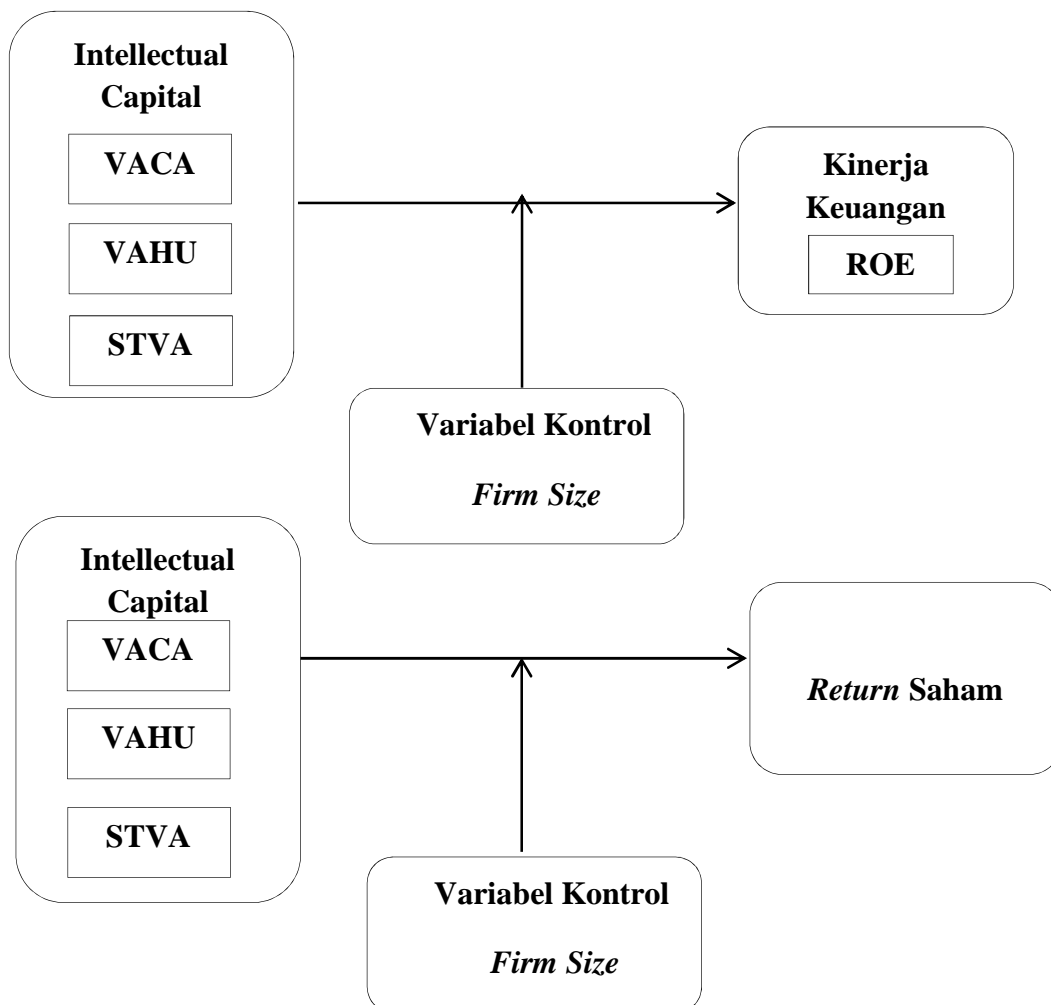 Intellectual
Capital
VACA
VAHU
STVA
Kinerja
Keuangan
ROE
Variabel Kontrol
Firm Size
Intellectual
Capital
VACA
VAHU
STVA
Return Saham
Variabel Kontrol
Firm Size